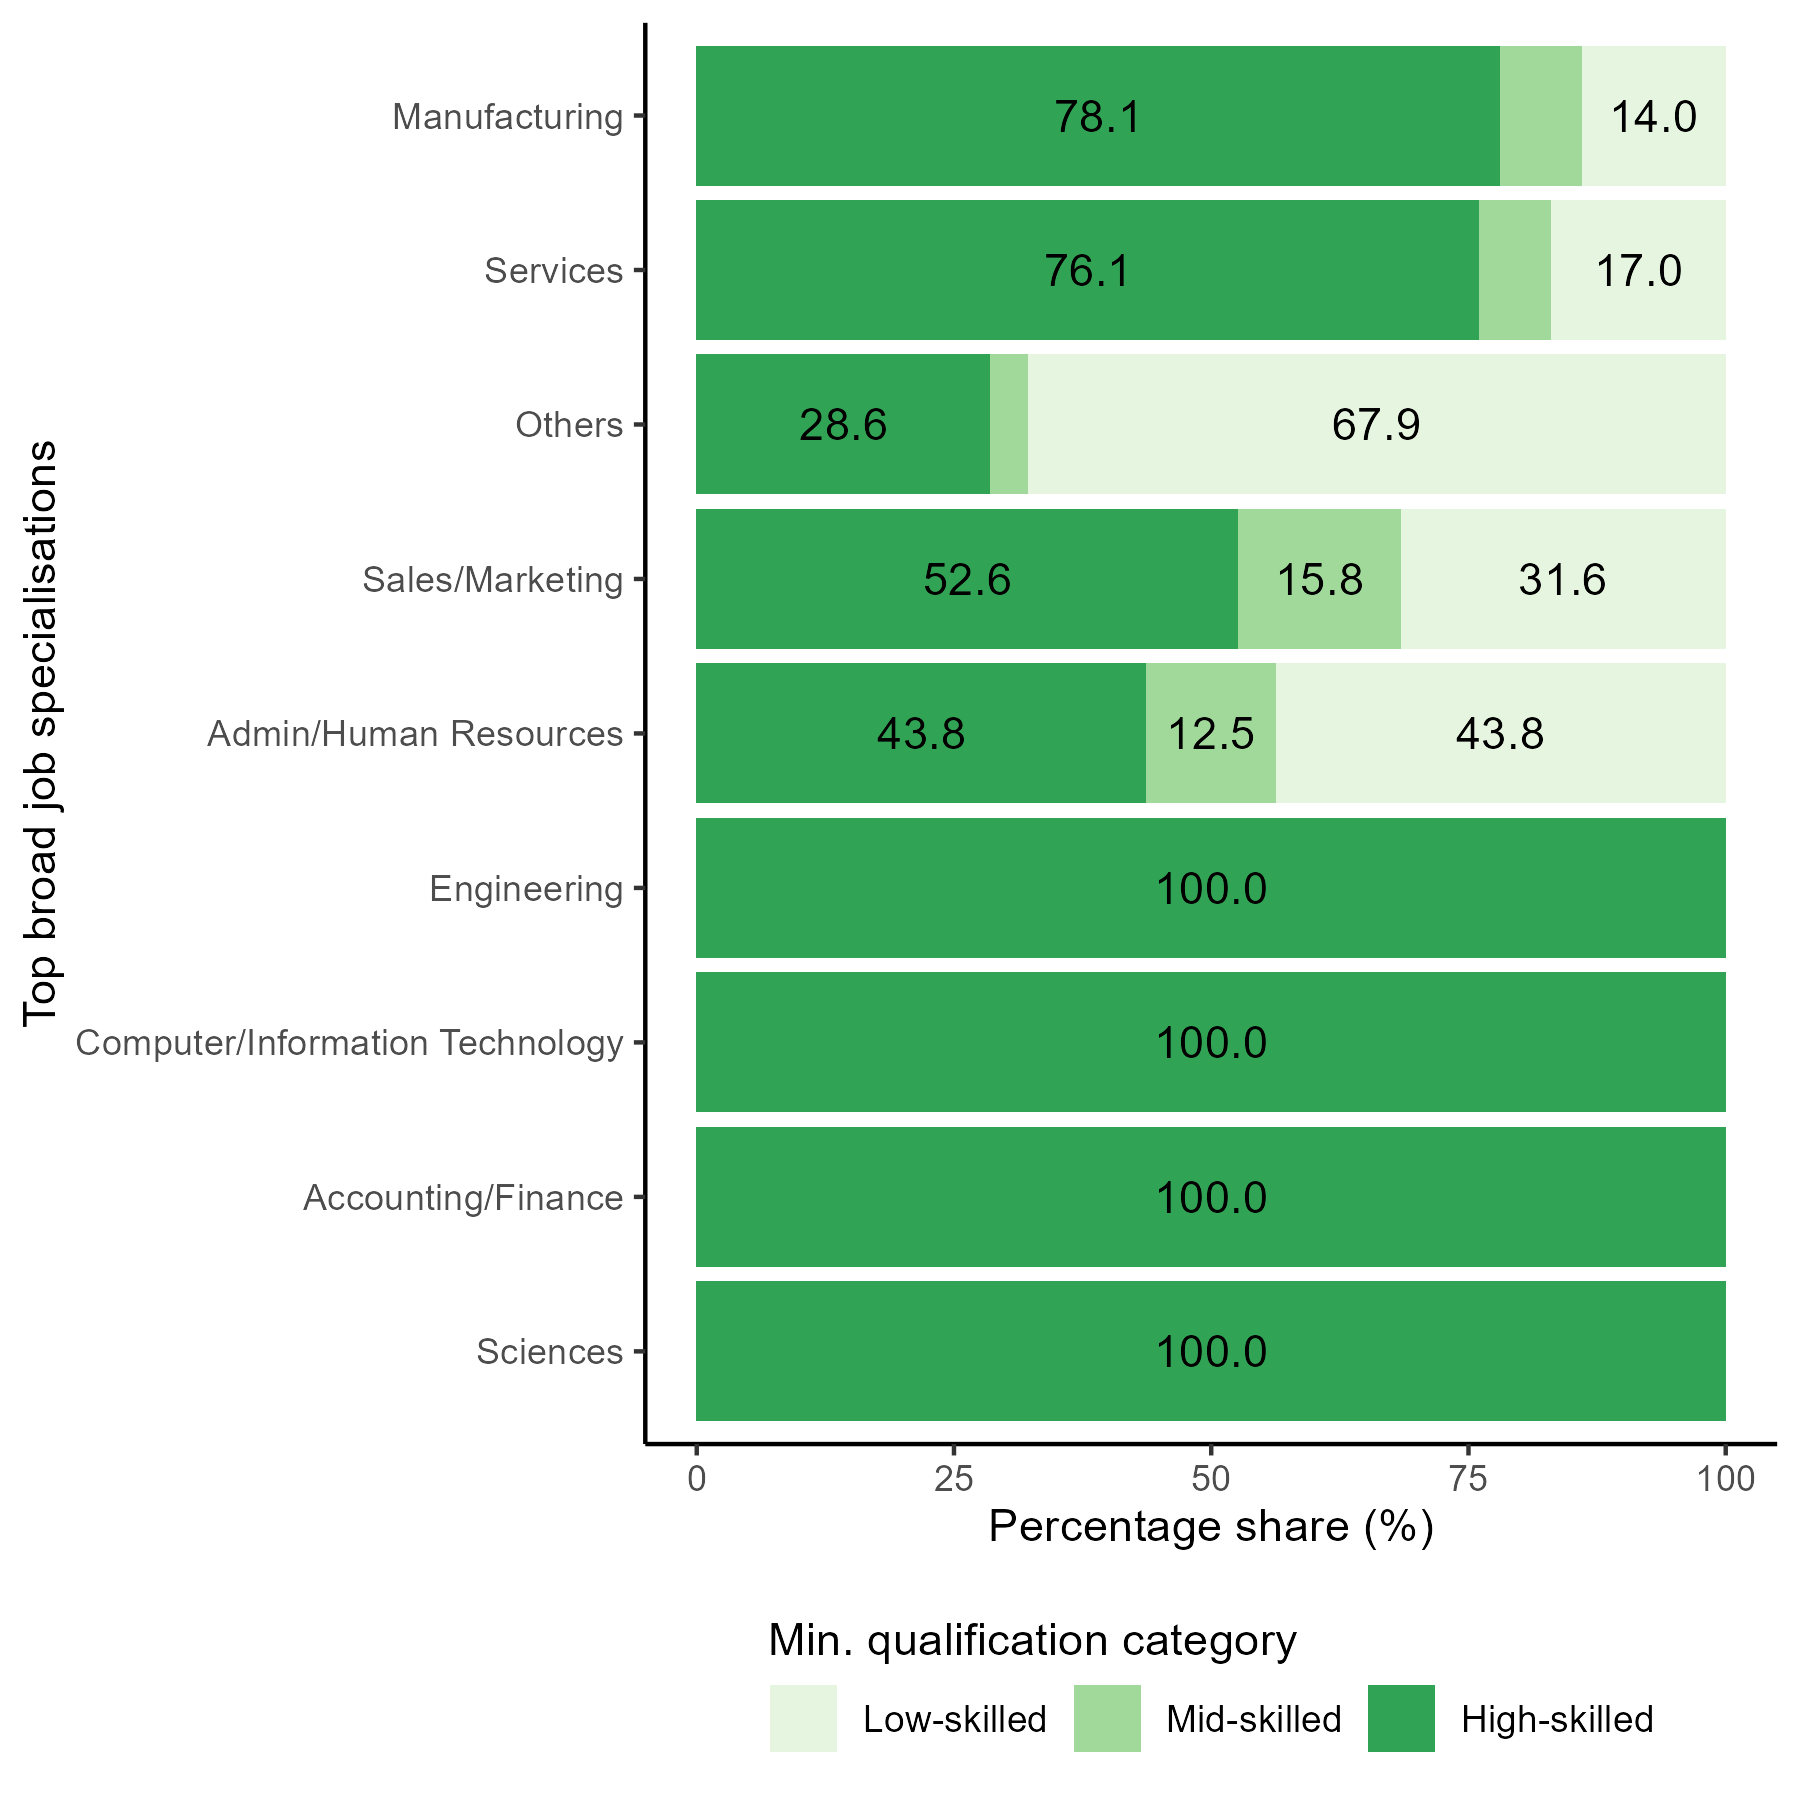 Top broad job specialisations
Manufacturing 78.1 14.0
Services 76.1 17.0
Others 28.6 67.9
Sales/Marketing 52.6 15.8 31.6
Admin/Human Resources 43.8 12.5 43.8
Engineering 100.0
Computer/Information Technology 100.0
Accounting/Finance 100.0
Sciences 100.0
0 25 50 75 100
Percentage share (%)
Min. qualification category
Low-skilled Mid-skilled High-skilled